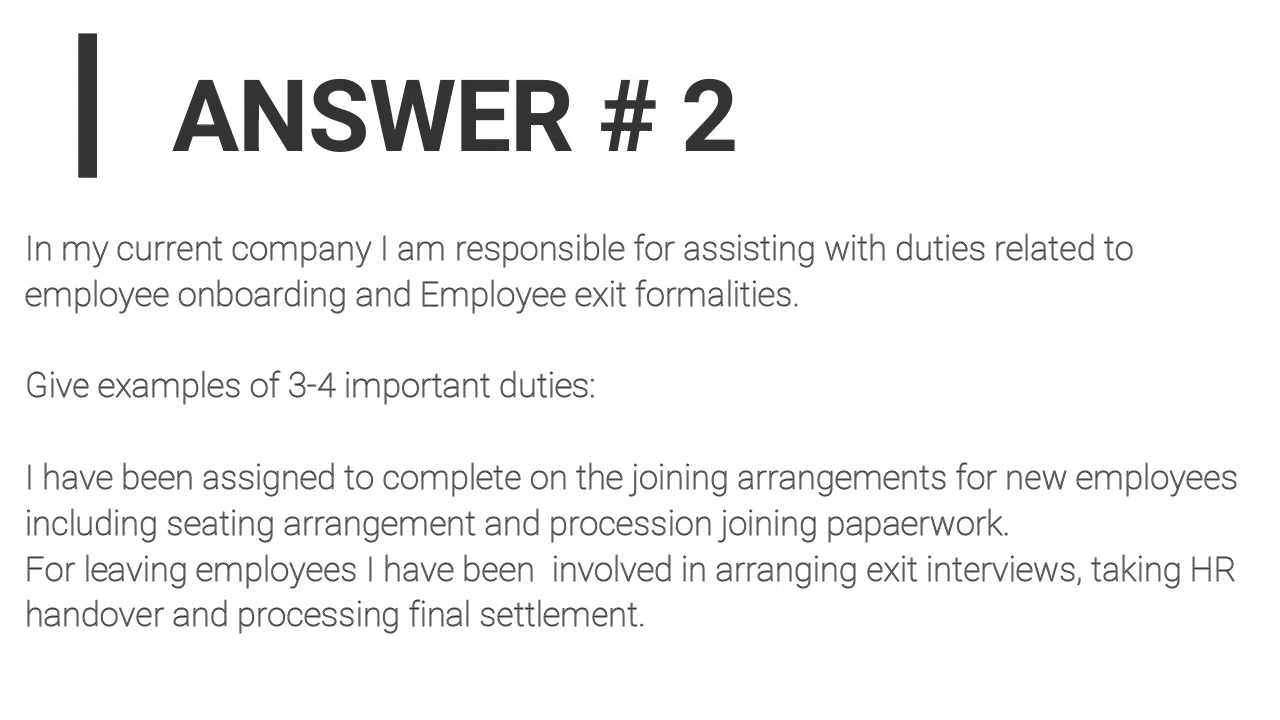 ANSWER # 2
In my current company I am responsible for assisting with duties related to
employee onboarding and Employee exit formalities.
Give examples of 3-4 important duties:
I have been assigned to complete on the joining arrangements for new employees
including seating arrangement and procession joining papaerwork.
For leaving employees I have been  involved in arranging exit interviews, taking HR
handover and processing final settlement.